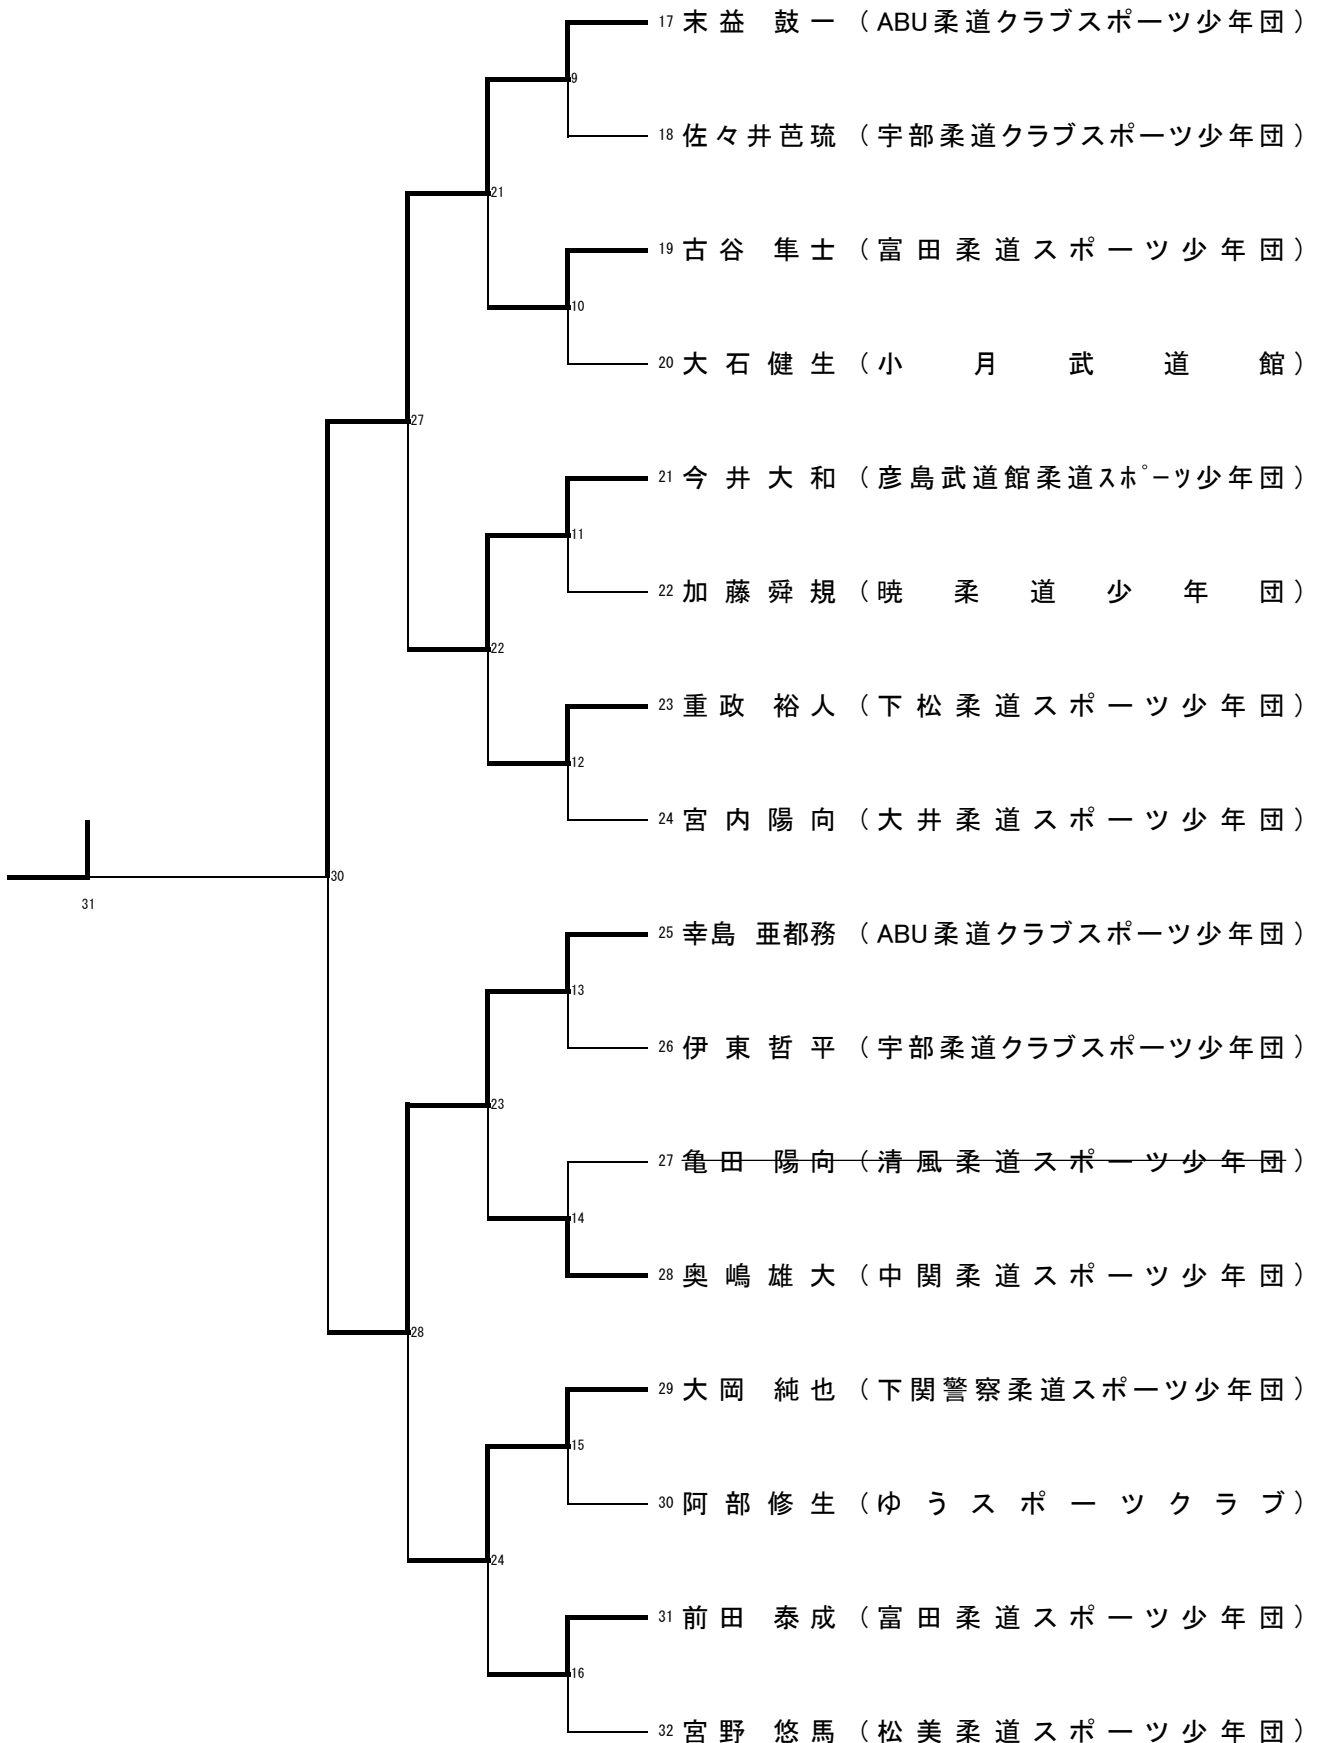 17 末益 鼓一 (ABU柔道クラブスポーツ少年団)
9
18 佐々井芭琉 (宇部柔道クラブスポーツ少年団)
21
19 古谷 隼士 (富田柔道スポーツ少年団)
10
20 大石健生 (小月武道館)
27
21 今井大和 (彦島武道館柔道ｽﾎﾟｰﾂ少年団)
11
22 加藤舜規 (暁柔道少年団)
22
23 重政 裕人 (下松柔道スポーツ少年団)
12
24 宮内陽向 (大井柔道スポーツ少年団)
30
31
25 幸島 亜都務 (ABU柔道クラブスポーツ少年団)
13
26 伊東哲平 (宇部柔道クラブスポーツ少年団)
23
27 亀田 陽向 (清風柔道スポーツ少年団)
14
28 奥嶋雄大 (中関柔道スポーツ少年団)
28
29 大岡 純也 (下関警察柔道スポーツ少年団)
15
30 阿部修生 (ゆうスポーツクラブ)
24
31 前田 泰成 (富田柔道スポーツ少年団)
16
32 宮野 悠馬 (松美柔道スポーツ少年団)